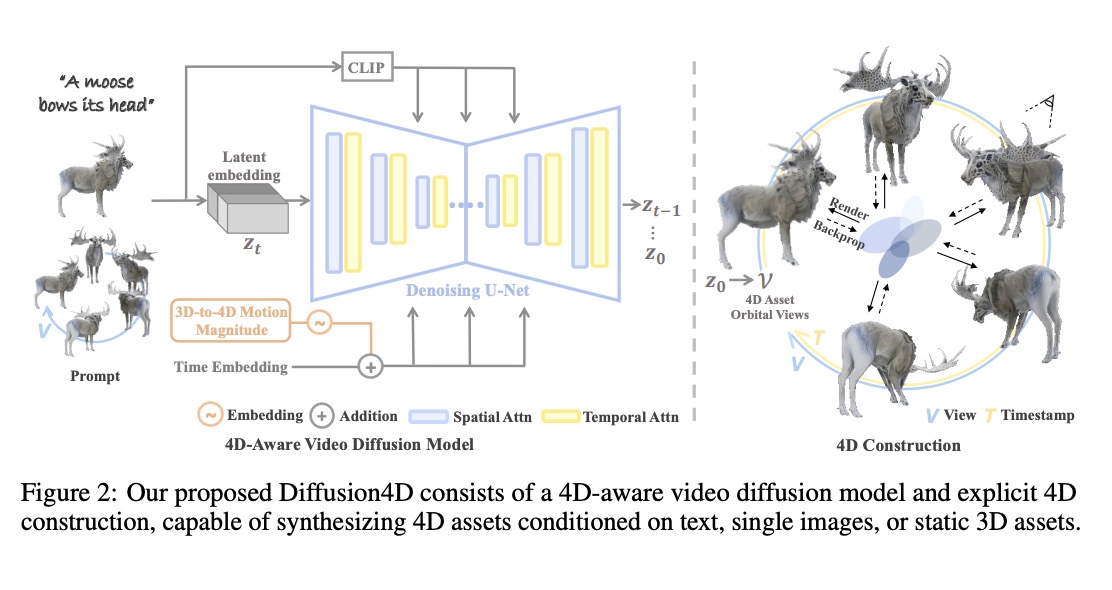 "A moose
bows its head"
CLIP
Latent
embedding
z_t
z_{t-1}
⋮
z_0
Denoising U-Net
3D-to-4D Motion
Magnitude
~
Time Embedding
+
V
Prompt
~ Embedding + Addition Spatial Attn Temporal Attn
4D-Aware Video Diffusion Model
Render
Backprop
z_0 → 𝒱
4D Asset
Orbital Views
T
V
V View T Timestamp
4D Construction
Figure 2: Our proposed Diffusion4D consists of a 4D-aware video diffusion model and explicit 4D
construction, capable of synthesizing 4D assets conditioned on text, single images, or static 3D assets.